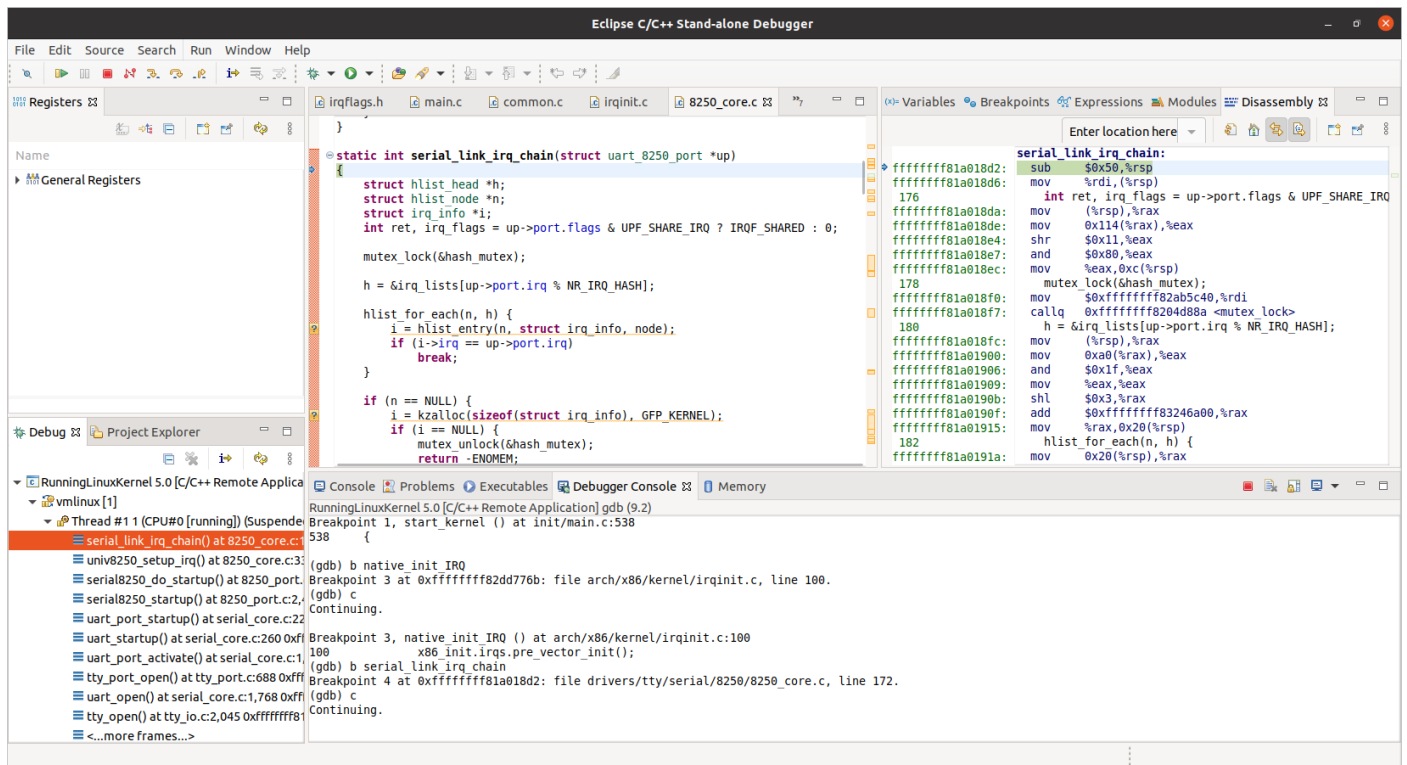 Eclipse C/C++ Stand-alone Debugger
File Edit Source Search Run Window Help
Registers
Name
General Registers
Debug Project Explorer
RunningLinuxKernel 5.0 [C/C++ Remote Applica
vmlinux [1]
Thread #1 1 (CPU#0 [running]) (Suspende
serial_link_irq_chain() at 8250_core.c:1
univ8250_setup_irq() at 8250_core.c:33
serial8250_do_startup() at 8250_port.
serial8250_startup() at 8250_port.c:2,
uart_port_startup() at serial_core.c:22
uart_startup() at serial_core.c:260 0xff
uart_port_activate() at serial_core.c:1,
tty_port_open() at tty_port.c:688 0xfff
uart_open() at serial_core.c:1,768 0xff
tty_open() at tty_io.c:2,045 0xffffffff81
<...more frames...>
irqflags.h main.c common.c irqinit.c 8250_core.c »7
}
static int serial_link_irq_chain(struct uart_8250_port *up)
{
struct hlist_head *h;
struct hlist_node *n;
struct irq_info *i;
int ret, irq_flags = up->port.flags & UPF_SHARE_IRQ ? IRQF_SHARED : 0;
mutex_lock(&hash_mutex);
h = &irq_lists[up->port.irq % NR_IRQ_HASH];
hlist_for_each(n, h) {
i = hlist_entry(n, struct irq_info, node);
if (i->irq == up->port.irq)
break;
}
if (n == NULL) {
i = kzalloc(sizeof(struct irq_info), GFP_KERNEL);
if (i == NULL) {
mutex_unlock(&hash_mutex);
return -ENOMEM;
(x)= Variables Breakpoints Expressions Modules Disassembly
Enter location here
serial_link_irq_chain:
ffffffff81a018d2: sub $0x50,%rsp
ffffffff81a018d6: mov %rdi,(%rsp)
176 int ret, irq_flags = up->port.flags & UPF_SHARE_IRQ
ffffffff81a018da: mov (%rsp),%rax
ffffffff81a018de: mov 0x114(%rax),%eax
ffffffff81a018e4: shr $0x11,%eax
ffffffff81a018e7: and $0x80,%eax
ffffffff81a018ec: mov %eax,0xc(%rsp)
178 mutex_lock(&hash_mutex);
ffffffff81a018f0: mov $0xffffffff82ab5c40,%rdi
ffffffff81a018f7: callq 0xffffffff8204d88a <mutex_lock>
180 h = &irq_lists[up->port.irq % NR_IRQ_HASH];
ffffffff81a018fc: mov (%rsp),%rax
ffffffff81a01900: mov 0xa0(%rax),%eax
ffffffff81a01906: and $0x1f,%eax
ffffffff81a01909: mov %eax,%eax
ffffffff81a0190b: shl $0x3,%rax
ffffffff81a0190f: add $0xffffffff83246a00,%rax
ffffffff81a01915: mov %rax,0x20(%rsp)
182 hlist_for_each(n, h) {
ffffffff81a0191a: mov 0x20(%rsp),%rax
Console Problems Executables Debugger Console Memory
RunningLinuxKernel 5.0 [C/C++ Remote Application] gdb (9.2)
Breakpoint 1, start_kernel () at init/main.c:538
538 {
(gdb) b native_init_IRQ
Breakpoint 3 at 0xffffffff82dd776b: file arch/x86/kernel/irqinit.c, line 100.
(gdb) c
Continuing.
Breakpoint 3, native_init_IRQ () at arch/x86/kernel/irqinit.c:100
100 x86_init.irqs.pre_vector_init();
(gdb) b serial_link_irq_chain
Breakpoint 4 at 0xffffffff81a018d2: file drivers/tty/serial/8250/8250_core.c, line 172.
(gdb) c
Continuing.